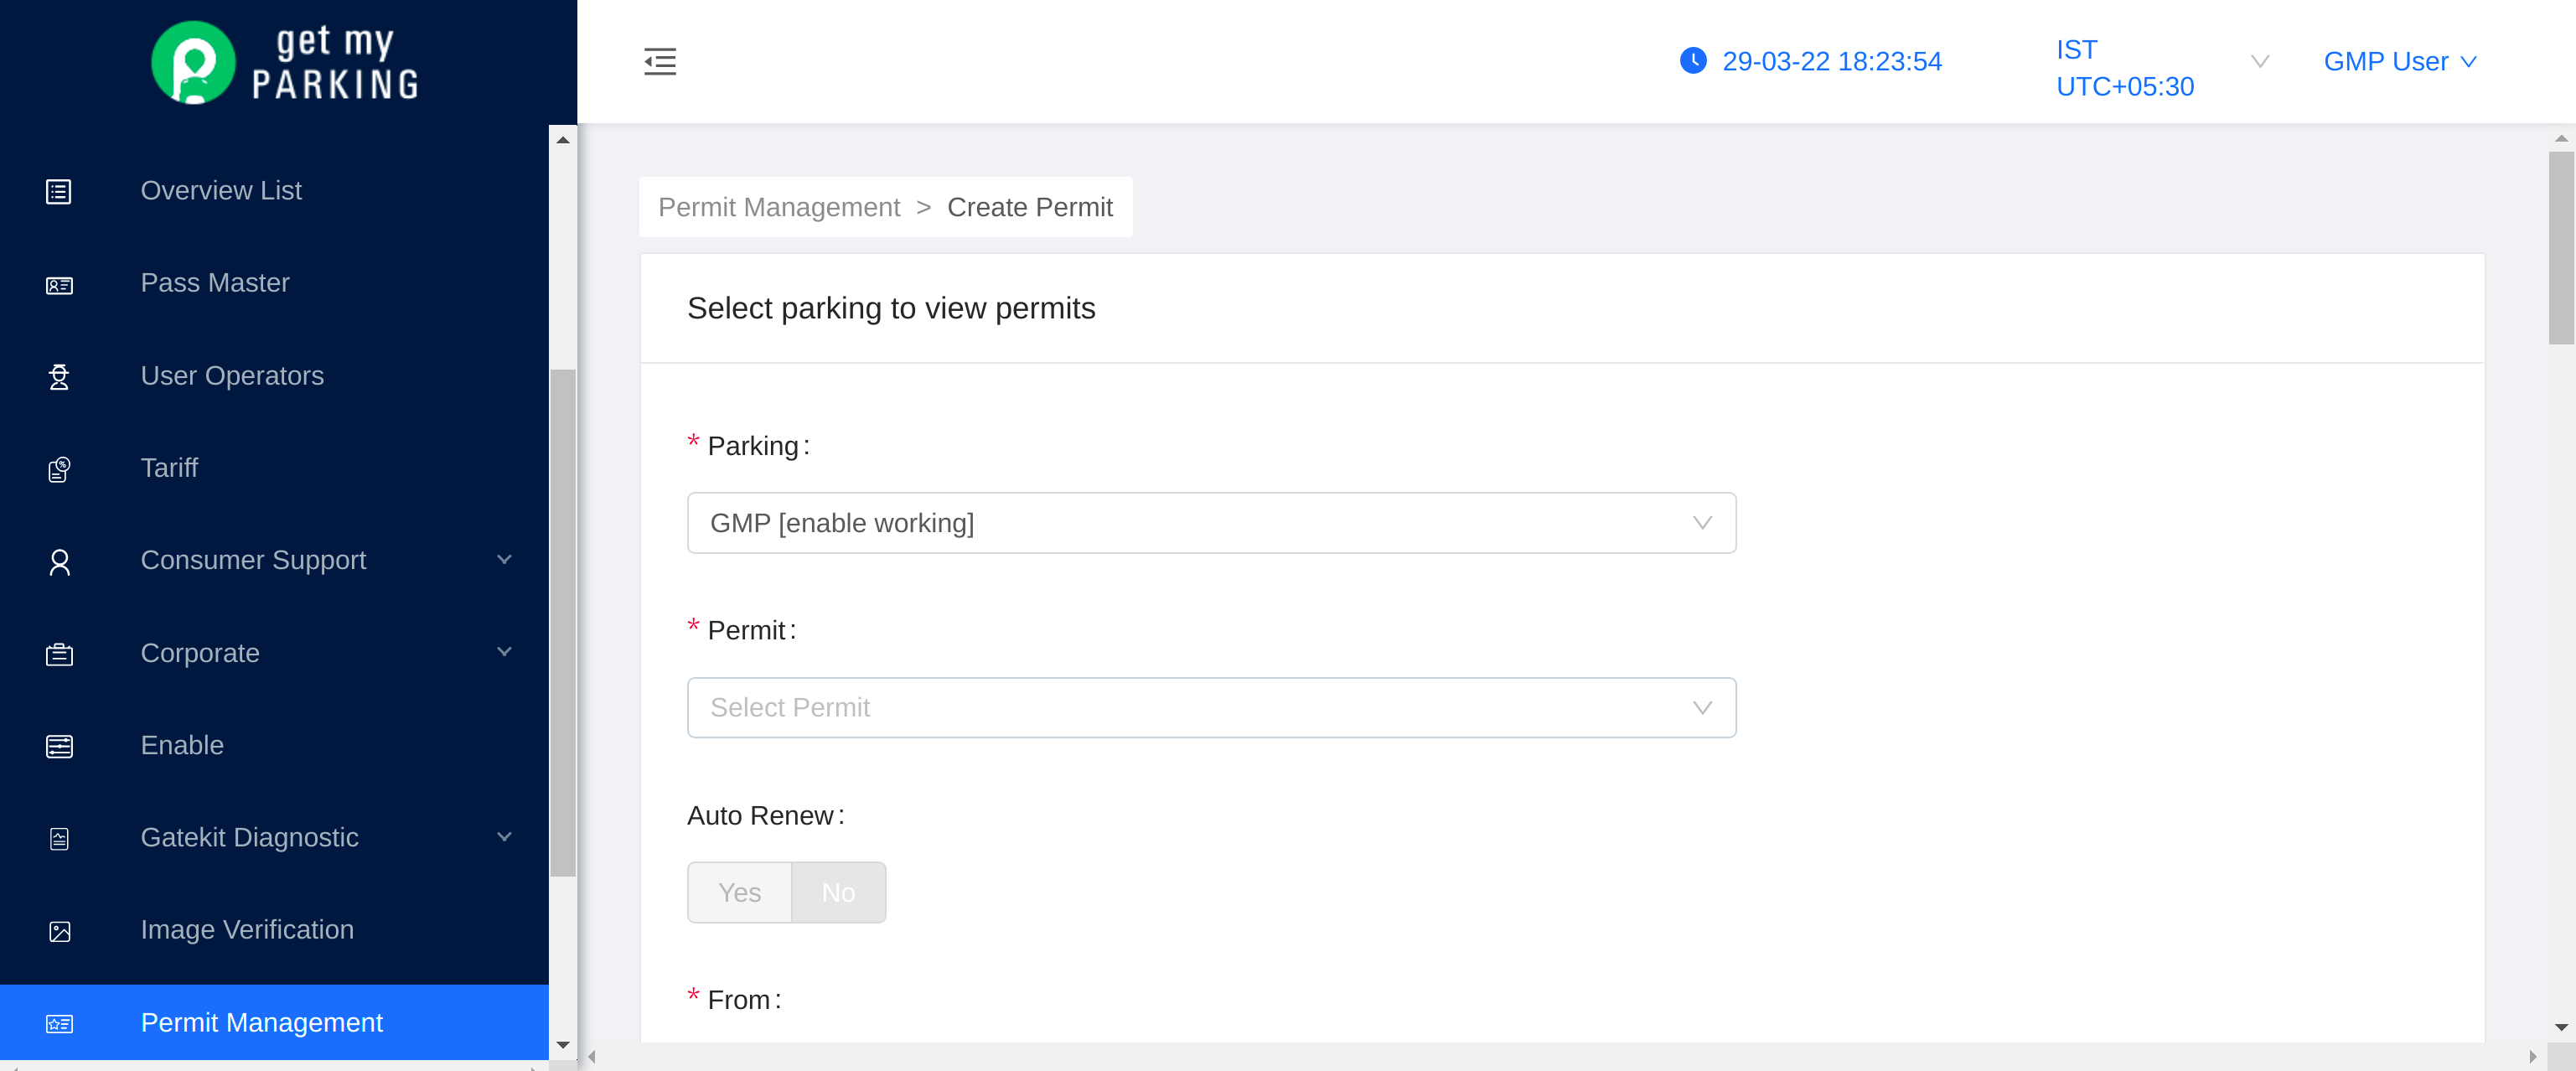 get my
PARKING
Overview List
Pass Master
User Operators
Tariff
Consumer Support
Corporate
Enable
Gatekit Diagnostic
Image Verification
Permit Management
29-03-22 18:23:54
IST
UTC+05:30
GMP User
Permit Management > Create Permit
Select parking to view permits
* Parking:
GMP [enable working]
* Permit:
Select Permit
Auto Renew:
Yes No
* From: